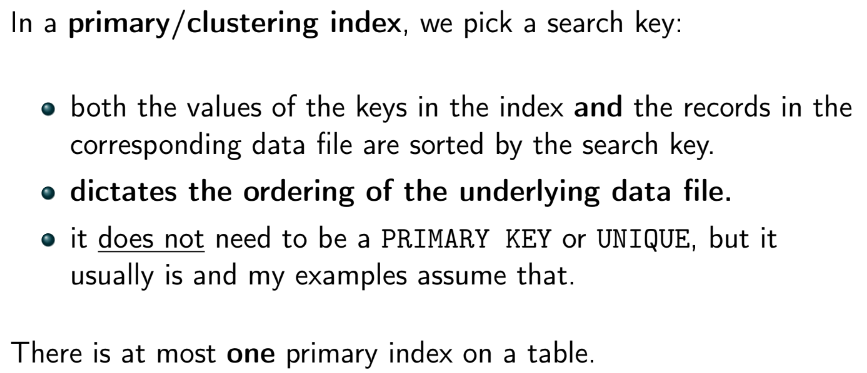 In a primary/clustering index, we pick a search key:
both the values of the keys in the index and the records in the
corresponding data file are sorted by the search key.
dictates the ordering of the underlying data file.
it does not need to be a PRIMARY KEY or UNIQUE, but it
usually is and my examples assume that.
There is at most one primary index on a table.